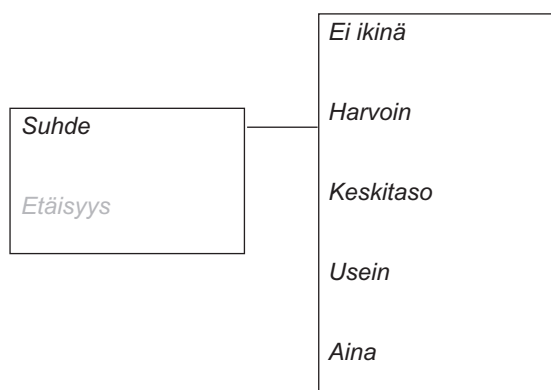 Suhde
Etäisyys
Ei ikinä
Harvoin
Keskitaso
Usein
Aina